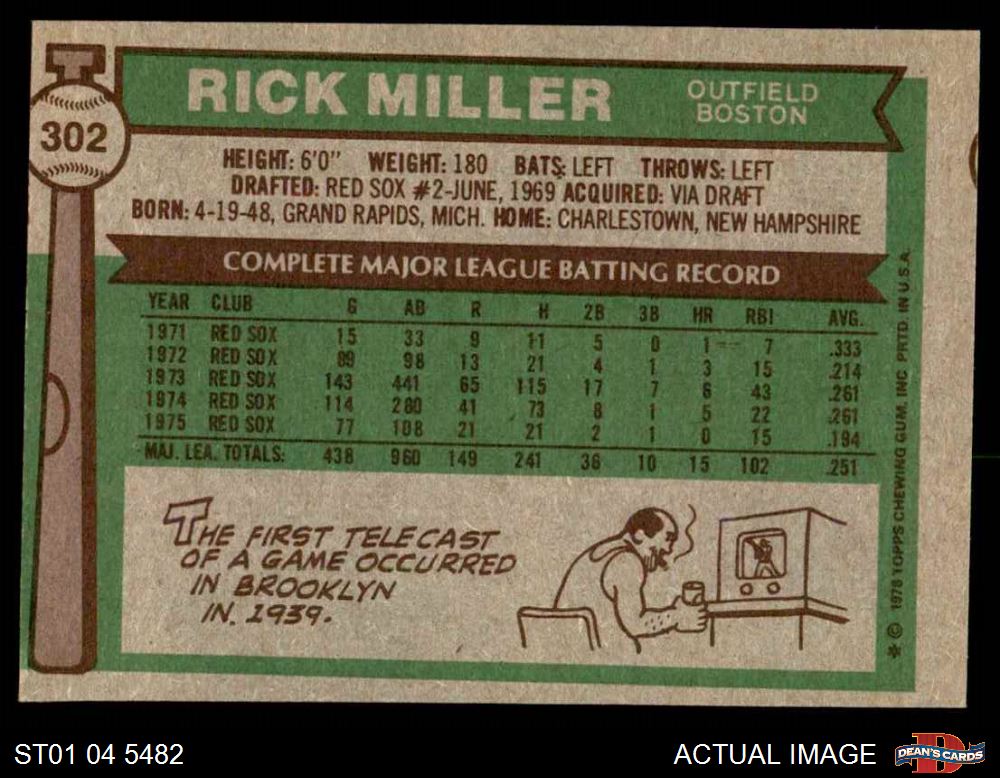 302
RICK MILLER
OUTFIELD
BOSTON
HEIGHT: 6'0" WEIGHT: 180 BATS: LEFT THROWS: LEFT
DRAFTED: RED SOX #2-JUNE, 1969 ACQUIRED: VIA DRAFT
BORN: 4-19-48, GRAND RAPIDS, MICH. HOME: CHARLESTOWN, NEW HAMPSHIRE
COMPLETE MAJOR LEAGUE BATTING RECORD
YEAR CLUB G AB R H 2B 3B HR RBI AVG.
1971 RED SOX 15 33 9 11 5 0 1 7 .333
1972 RED SOX 89 98 13 21 4 1 3 15 .214
1973 RED SOX 143 441 65 115 17 7 6 43 .261
1974 RED SOX 114 280 41 73 8 1 5 22 .261
1975 RED SOX 77 108 21 21 2 1 0 15 .194
MAJ. LEA. TOTALS: 438 960 149 241 36 10 15 102 .251
THE FIRST TELECAST
OF A GAME OCCURRED
IN BROOKLYN
IN 1939.
* © 1976 TOPPS CHEWING GUM, INC PRTD. IN U.S.A.
ST01 04 5482
ACTUAL IMAGE
DEAN'S CARDS